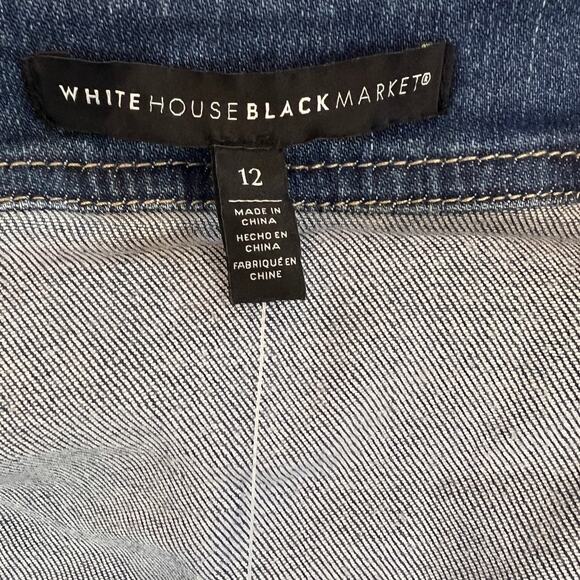 WHITE HOUSE BLACK MARKET®
12
MADE IN
CHINA
HECHO EN
CHINA
FABRIQUÉ EN
CHINE